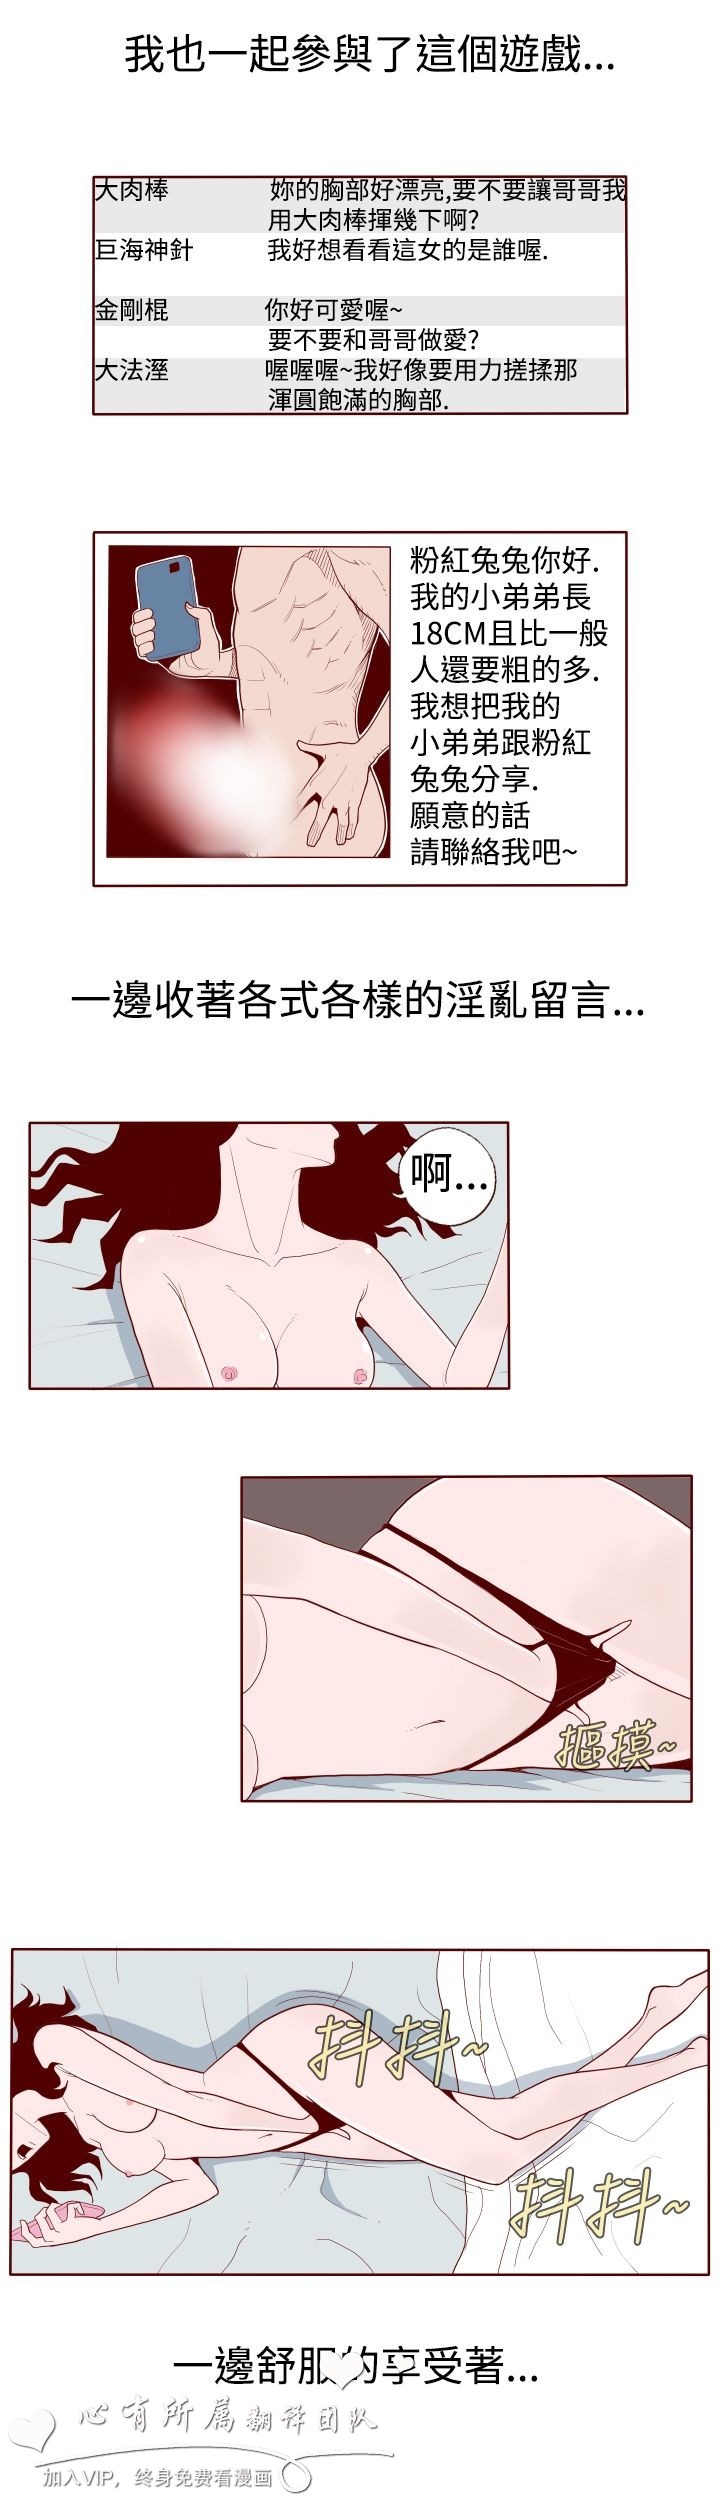 我也一起參與了這個遊戲...
大肉棒 妳的胸部好漂亮,要不要讓哥哥我
用大肉棒揮幾下啊?
巨海神針 我好想看看這女的是誰喔.
金剛棍 你好可愛喔~
要不要和哥哥做愛?
大法溼 喔喔喔~我好像要用力搓揉那
渾圓飽滿的胸部.
粉紅兔兔你好.
我的小弟弟長
18CM且比一般
人還要粗的多.
我想把我的
小弟弟跟粉紅
兔兔分享.
願意的話
請聯絡我吧~
一邊收著各式各樣的淫亂留言...
啊...
摳摸~
抖抖~
抖抖~
一邊舒服的享受著...
心有所属翻译团队
加入VIP，终身免费看漫画